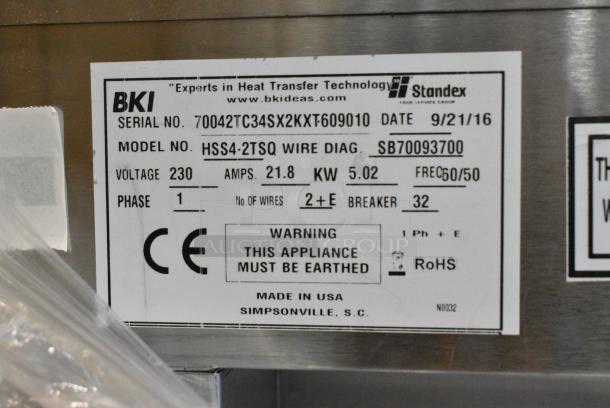 BKI
"Experts in Heat Transfer Technology"
www.bkideas.com
Standex
SERIAL NO. 70042TC34SX2KXT-609010 DATE 9/21/16
MODEL NO. HSS4-2TSQ WIRE DIAG. SB70093700
VOLTAGE 230 AMPS. 21.8 KW 5.02 FREQ 60/50
PHASE 1 No. OF WIRES 2+E BREAKER 32
CE
WARNING
THIS APPLIANCE
MUST BE EARTHED
1 Ph + E
RoHS
MADE IN USA
SIMPSONVILLE, S.C.
N0032
AUCTION GROUP
TH
W